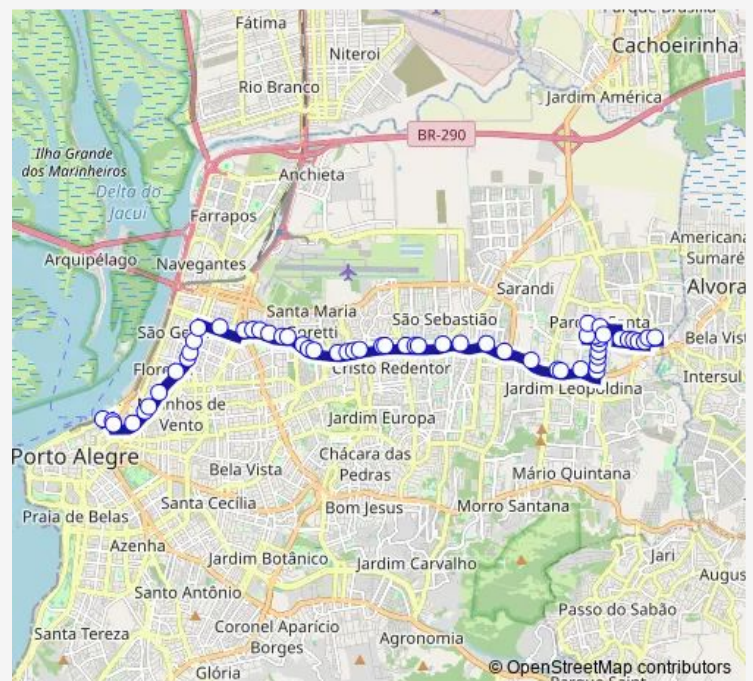 Fátima
Cachoeirinha
Niteroi
Rio Branco
Jardim América
BR-290
Ilha Grande
dos Marinheiros
Anchieta
Delta do
Jacuí
Farrapos
Americana
Sumaré
Arquipélago
Navegantes
Sarandi
Alvora
Santa Maria
Goretti
São Sebastião
São Ge
Santa
Bela Vist
Flore
Cristo Redentor
Intersul
Jardim Leopoldina
nhos de
Vento
Jardim Europa
Porto Alegre
Chácara das
Pedras
Bela Vista
Mário Quintana
Santa Cecília
Bom Jesus
Morro Santana
Praia de Belas
Azenha
Jardim Botânico
Jardim Carvalho
Jari
Augus
Santo Antônio
Passo do Sabão
Santa Tereza
Coronel Aparicio
Borges
Agronomia
Glória
© OpenStreetMap contributors